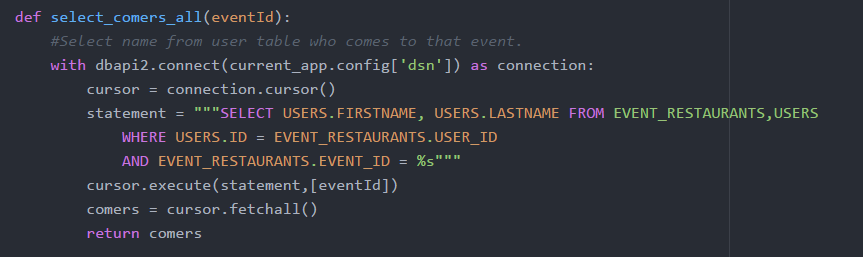 def select_comers_all(eventId):
    #Select name from user table who comes to that event.
    with dbapi2.connect(current_app.config['dsn']) as connection:
        cursor = connection.cursor()
        statement = """SELECT USERS.FIRSTNAME, USERS.LASTNAME FROM EVENT_RESTAURANTS,USERS
            WHERE USERS.ID = EVENT_RESTAURANTS.USER_ID
            AND EVENT_RESTAURANTS.EVENT_ID = %s"""
        cursor.execute(statement,[eventId])
        comers = cursor.fetchall()
        return comers